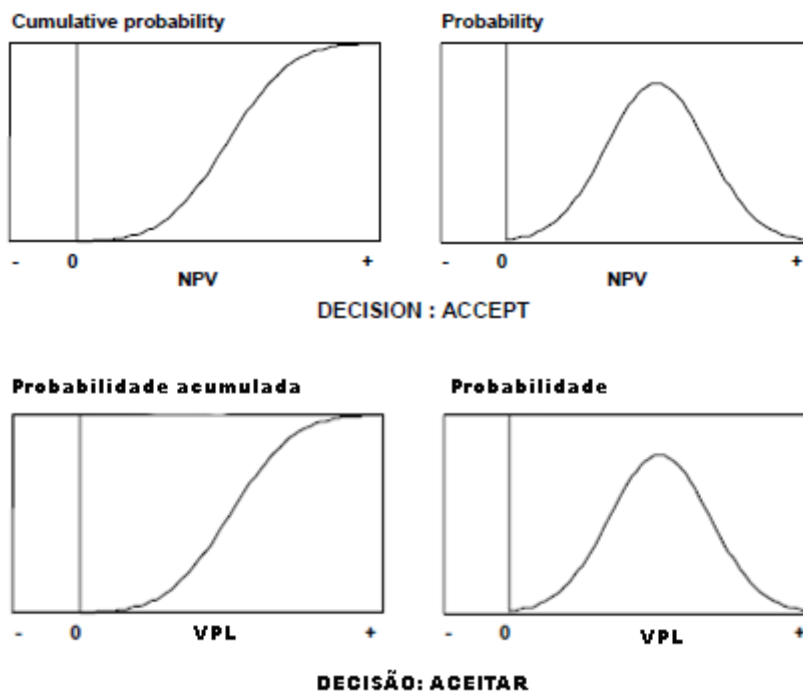 Cumulative probability
Probability
- 0 +
NPV
- 0 +
NPV
DECISION : ACCEPT
Probabilidade acumulada
Probabilidade
- 0 VPL +
- 0 VPL +
DECISÃO: ACEITAR